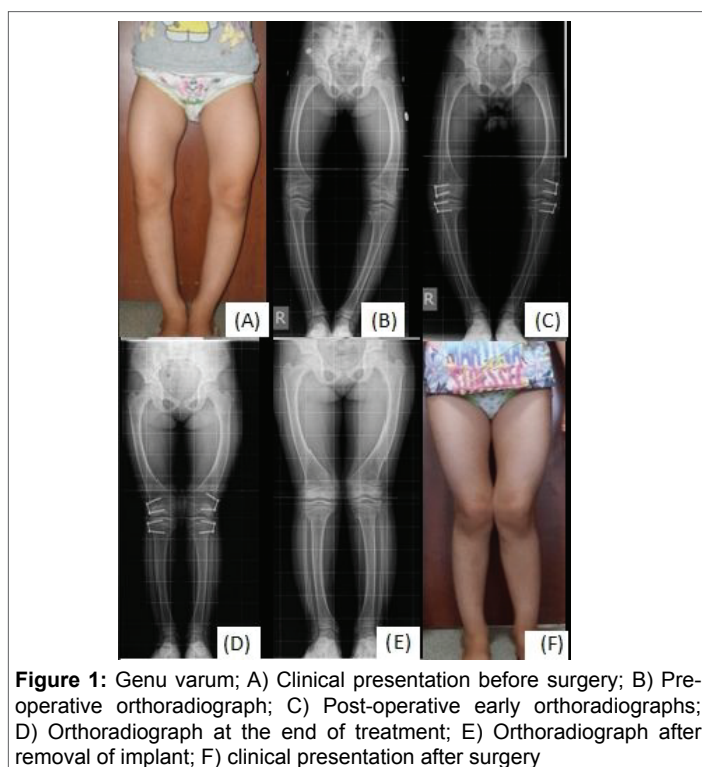 (A)
R
(B)
R
(C)
(D)
(E)
(F)
Figure 1: Genu varum; A) Clinical presentation before surgery; B) Pre-
operative orthoradiograph; C) Post-operative early orthoradiographs;
D) Orthoradiograph at the end of treatment; E) Orthoradiograph after
removal of implant; F) clinical presentation after surgery